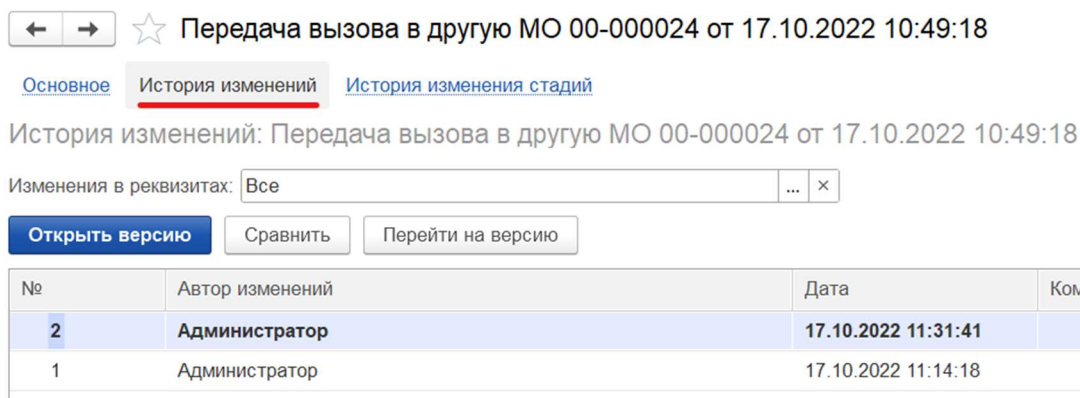 Передача вызова в другую МО 00-000024 от 17.10.2022 10:49:18
Основное История изменений История изменения стадий
История изменений: Передача вызова в другую МО 00-000024 от 17.10.2022 10:49:18
Изменения в реквизитах: Все ... ×
Открыть версию Сравнить Перейти на версию
№ Автор изменений Дата Ком
2 Администратор 17.10.2022 11:31:41
1 Администратор 17.10.2022 11:14:18